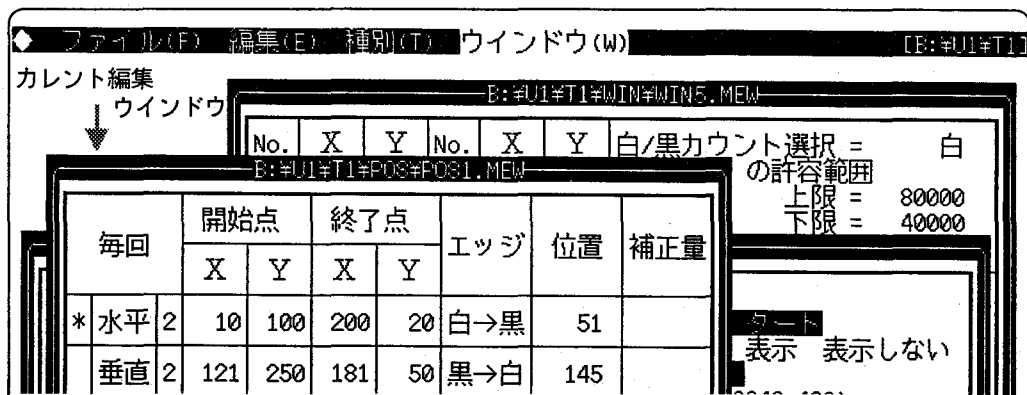 ファイル(F) 編集(E) 種別(T) ウインドウ(W) [B:¥U1¥T1]
カレント編集
ウインドウ
B:¥U1¥T1¥WIN¥WIN5.MEW
No. X Y No. X Y 白/黒カウント選択 = 白
の許容範囲
上限 = 80000
下限 = 40000
B:¥U1¥T1¥POS¥POS1.MEW
毎回 開始点 終了点 エッジ 位置 補正量
X Y X Y
* 水平 2 10 100 200 20 白→黒 51
垂直 2 121 250 181 50 黒→白 145
タート
表示 表示しない